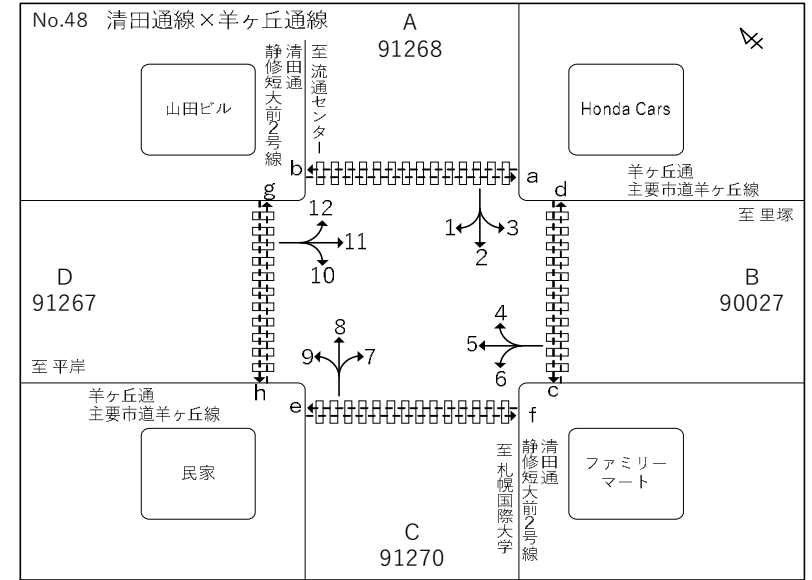 No.48 清田通線×羊ヶ丘通線
A
91268
清田通
静修短大前2号線
至 流通センター
山田ビル
Honda Cars
羊ヶ丘通
主要市道羊ヶ丘線
至 里塚
b
a
g
d
12
11
10
1
2
3
D
91267
B
90027
4
5
6
8
9
7
至 平岸
h
c
羊ヶ丘通
主要市道羊ヶ丘線
e
f
清田通
静修短大前2号線
至 札幌国際大学
民家
ファミリー
マート
C
91270